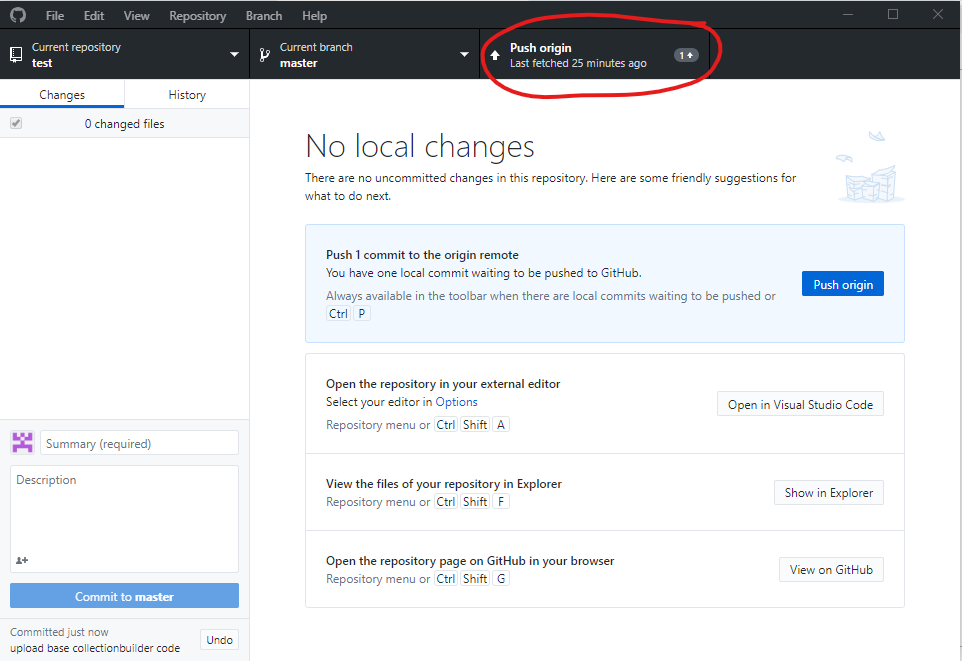 File Edit View Repository Branch Help
Current repository
test
Current branch
master
Push origin
Last fetched 25 minutes ago
1
Changes
History
0 changed files
No local changes
There are no uncommitted changes in this repository. Here are some friendly suggestions for
what to do next.
Push 1 commit to the origin remote
You have one local commit waiting to be pushed to GitHub.
Always available in the toolbar when there are local commits waiting to be pushed or
Ctrl P
Push origin
Open the repository in your external editor
Select your editor in Options
Repository menu or Ctrl Shift A
Open in Visual Studio Code
View the files of your repository in Explorer
Repository menu or Ctrl Shift F
Show in Explorer
Open the repository page on GitHub in your browser
Repository menu or Ctrl Shift G
View on GitHub
Summary (required)
Description
Commit to master
Committed just now
upload base collectionbuilder code
Undo